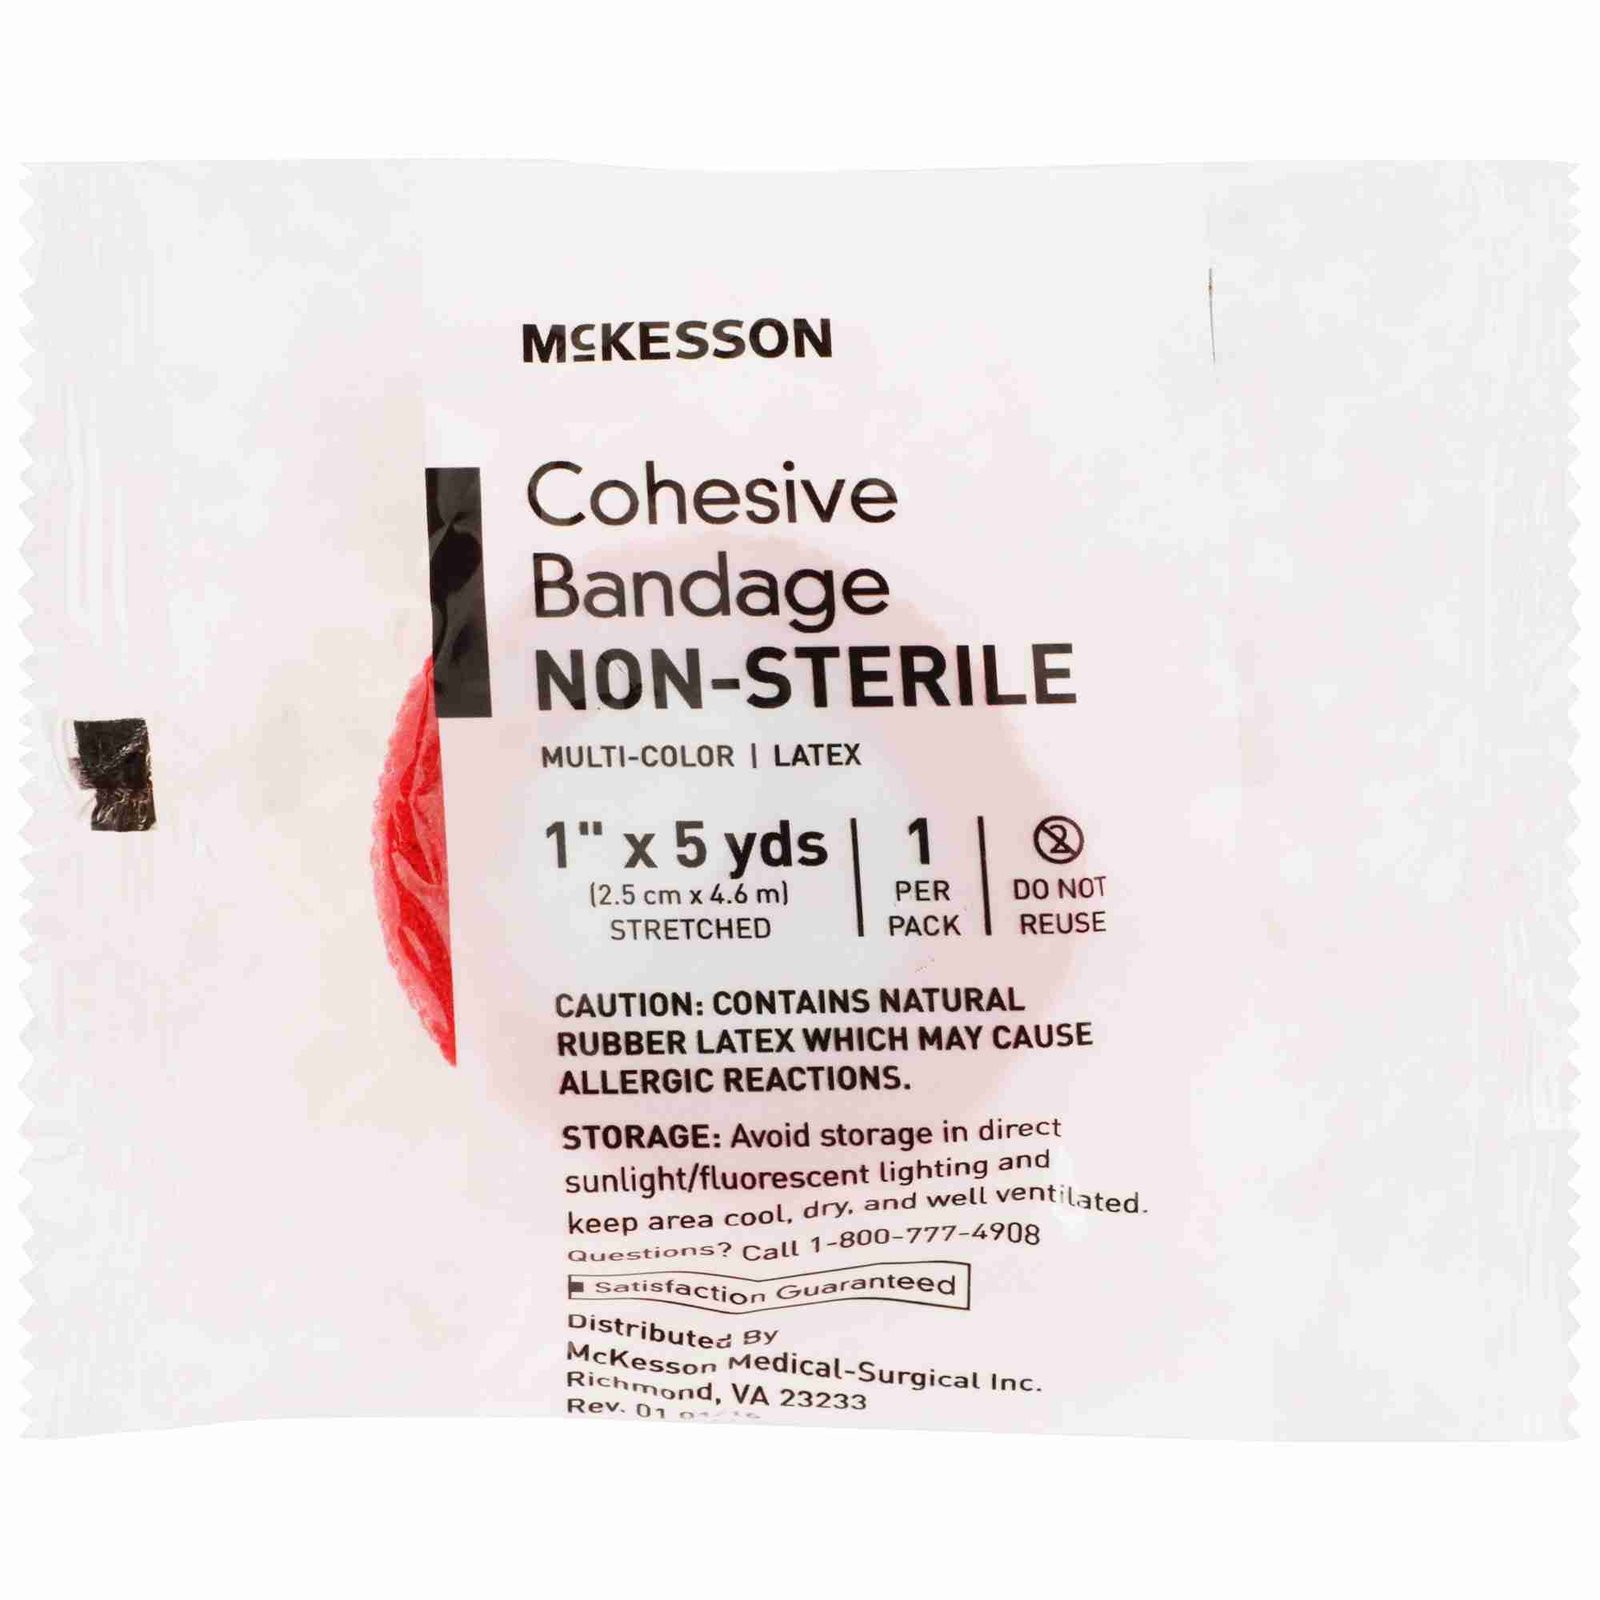 McKESSON
Cohesive
Bandage
NON-STERILE
MULTI-COLOR | LATEX
1" x 5 yds
(2.5 cm x 4.6 m)
STRETCHED
1
PER
PACK
2
DO NOT
REUSE
CAUTION: CONTAINS NATURAL
RUBBER LATEX WHICH MAY CAUSE
ALLERGIC REACTIONS.
STORAGE: Avoid storage in direct
sunlight/fluorescent lighting and
keep area cool, dry, and well ventilated.
Questions? Call 1-800-777-4908
Satisfaction Guaranteed
Distributed By
McKesson Medical-Surgical Inc.
Richmond, VA 23233
Rev. 01